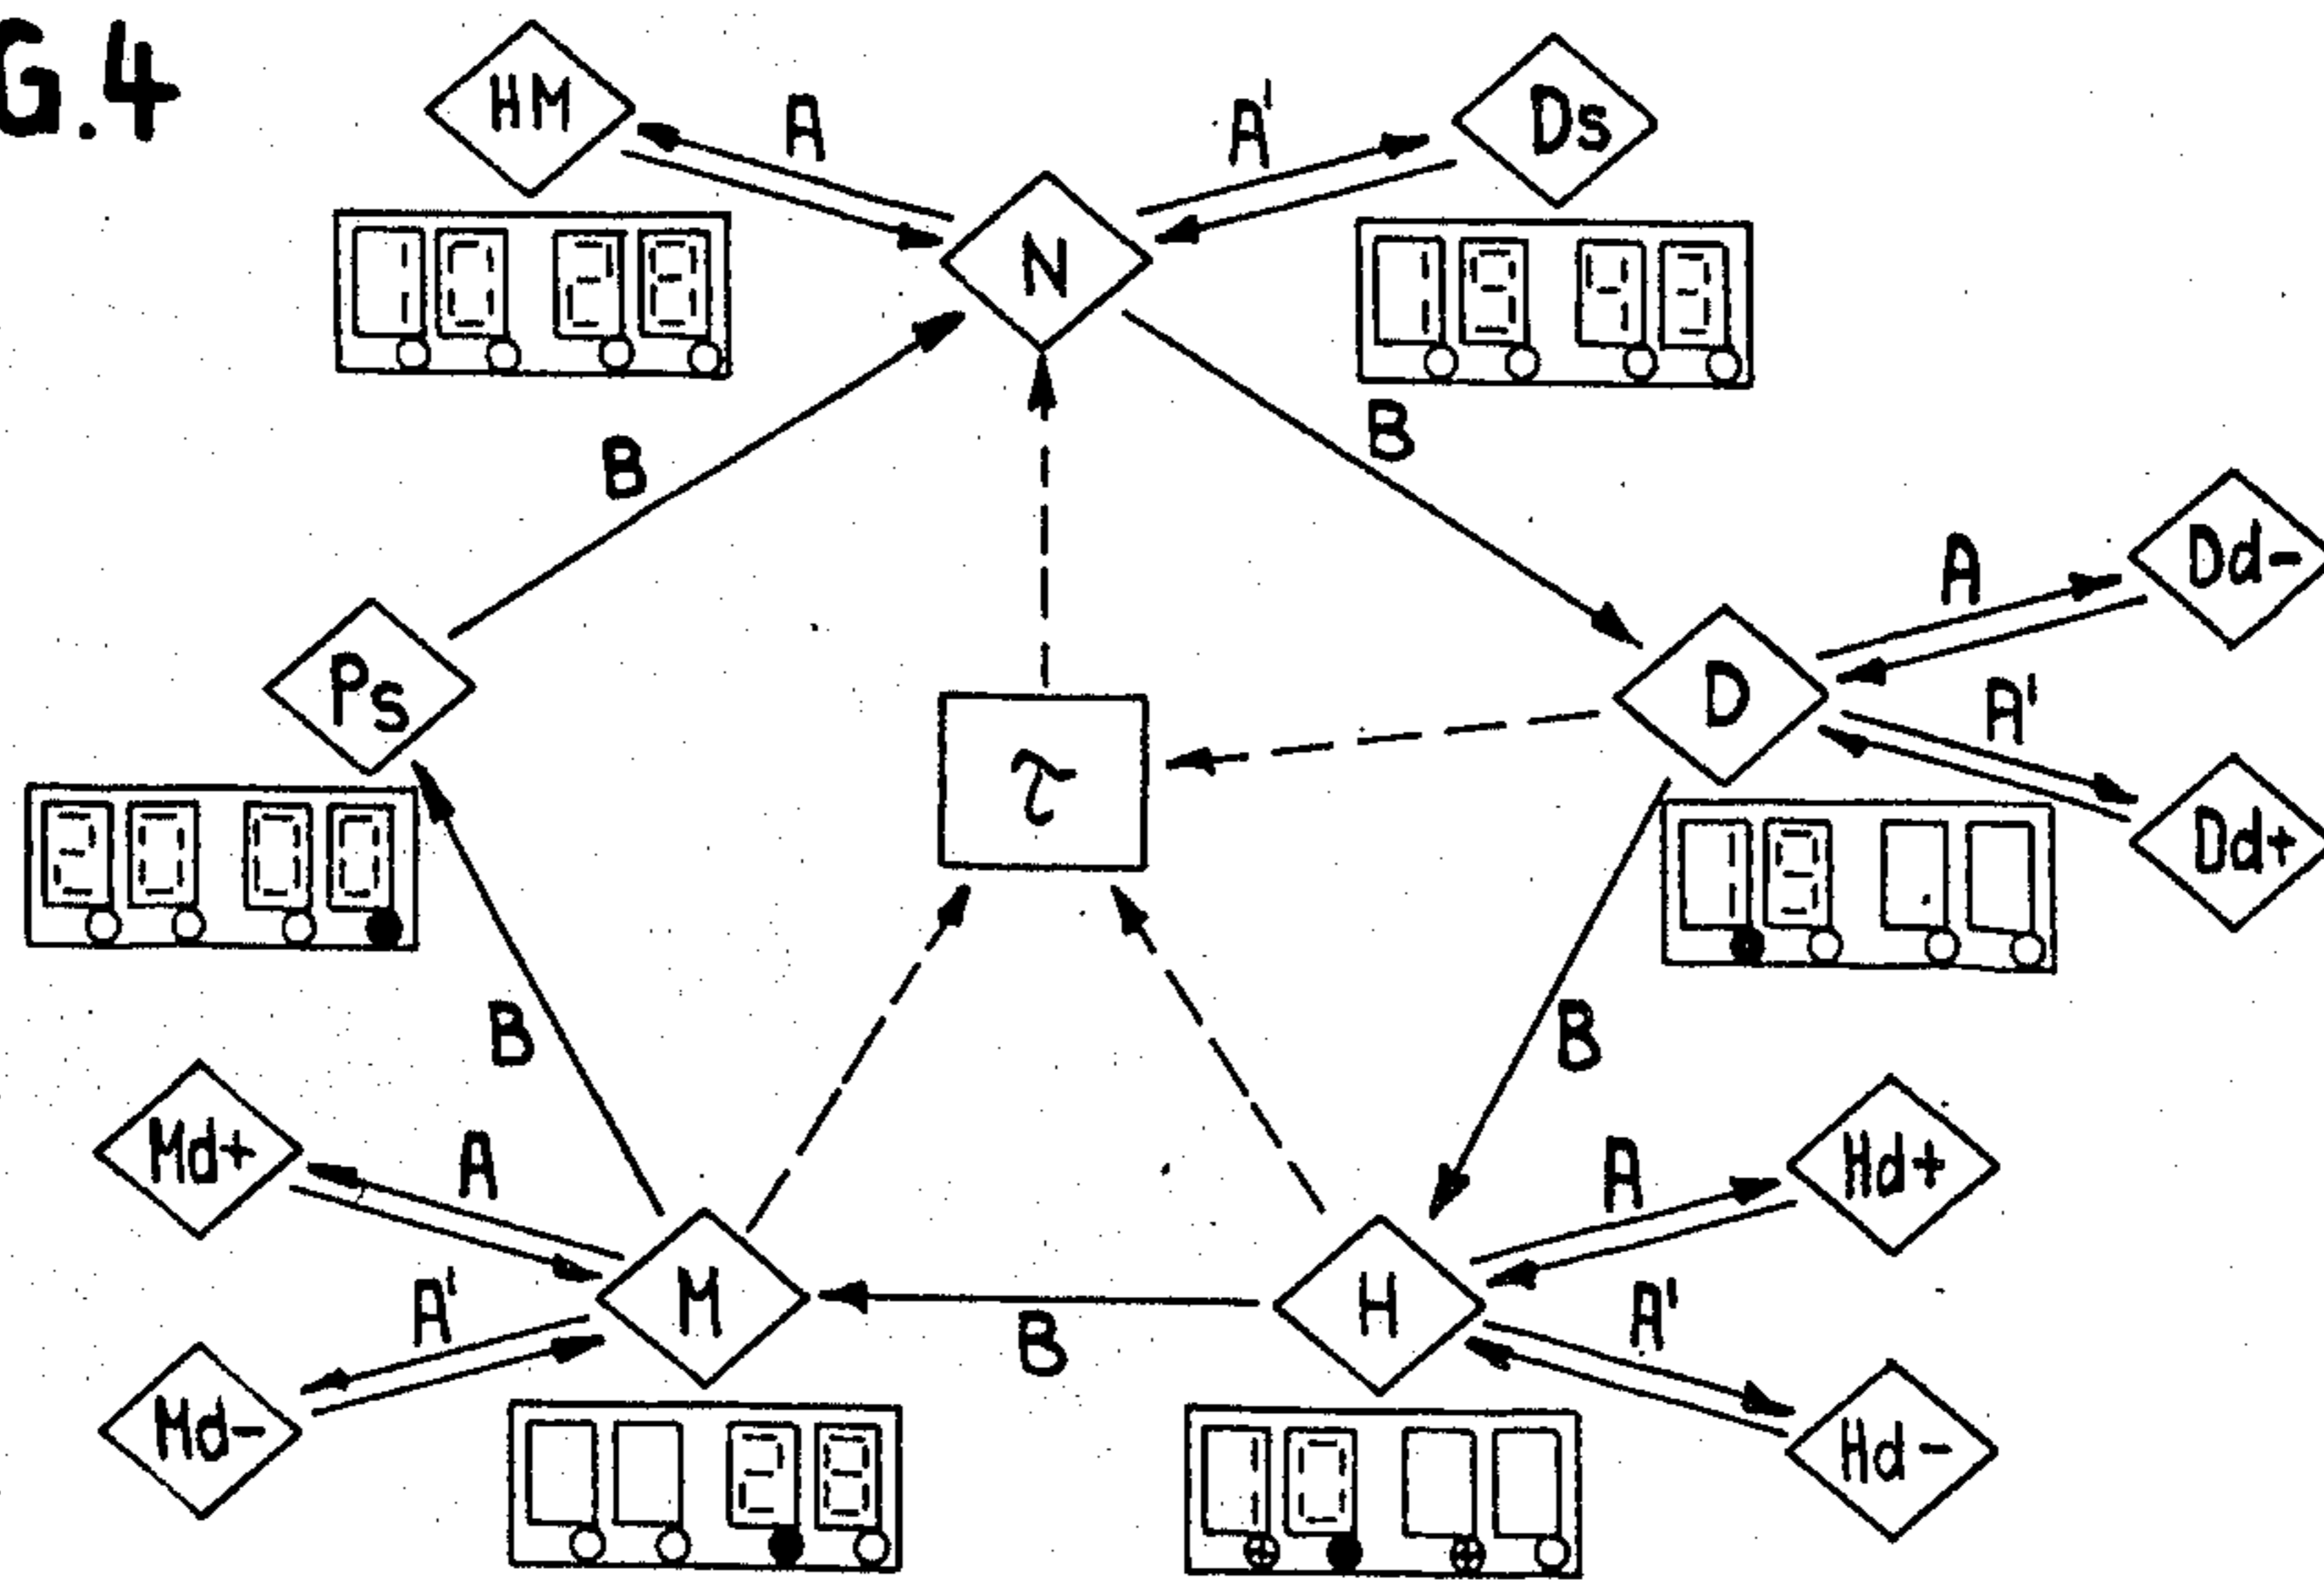 G.4
HM
A
A'
Ds
N
10 28
19 43
B
B
Dd-
A
Ps
D
A'
τ
Dd+
20 00
19
B
B
Md+
A
A
Hd+
A'
M
H
A'
B
Md-
Hd-
28
10